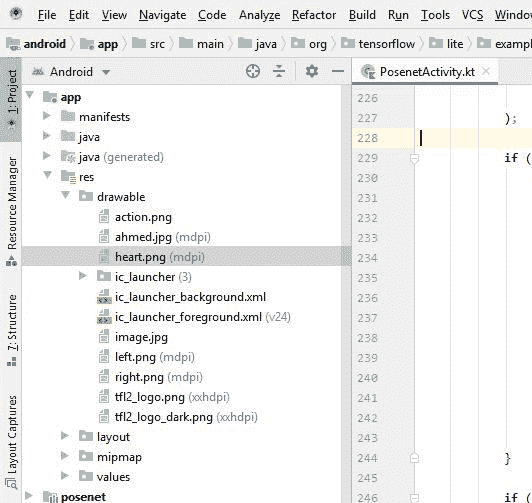 File Edit View Navigate Code Analyze Refactor Build Run Tools VCS Window
android app src main java org tensorflow lite example
Android
PosenetActivity.kt
1: Project
Resource Manager
7: Structure
Layout Captures
app
manifests
java
java (generated)
res
drawable
action.png
ahmed.jpg (mdpi)
heart.png (mdpi)
ic_launcher (3)
ic_launcher_background.xml
ic_launcher_foreground.xml (v24)
image.jpg
left.png (mdpi)
right.png (mdpi)
tfl2_logo.png (xxhdpi)
tfl2_logo_dark.png (xxhdpi)
layout
mipmap
values
posenet
226
227 );
228
229 if (
230
231
232
233
234
235
236
237
238
239
240
241
242
243
244 }
245
246 if (